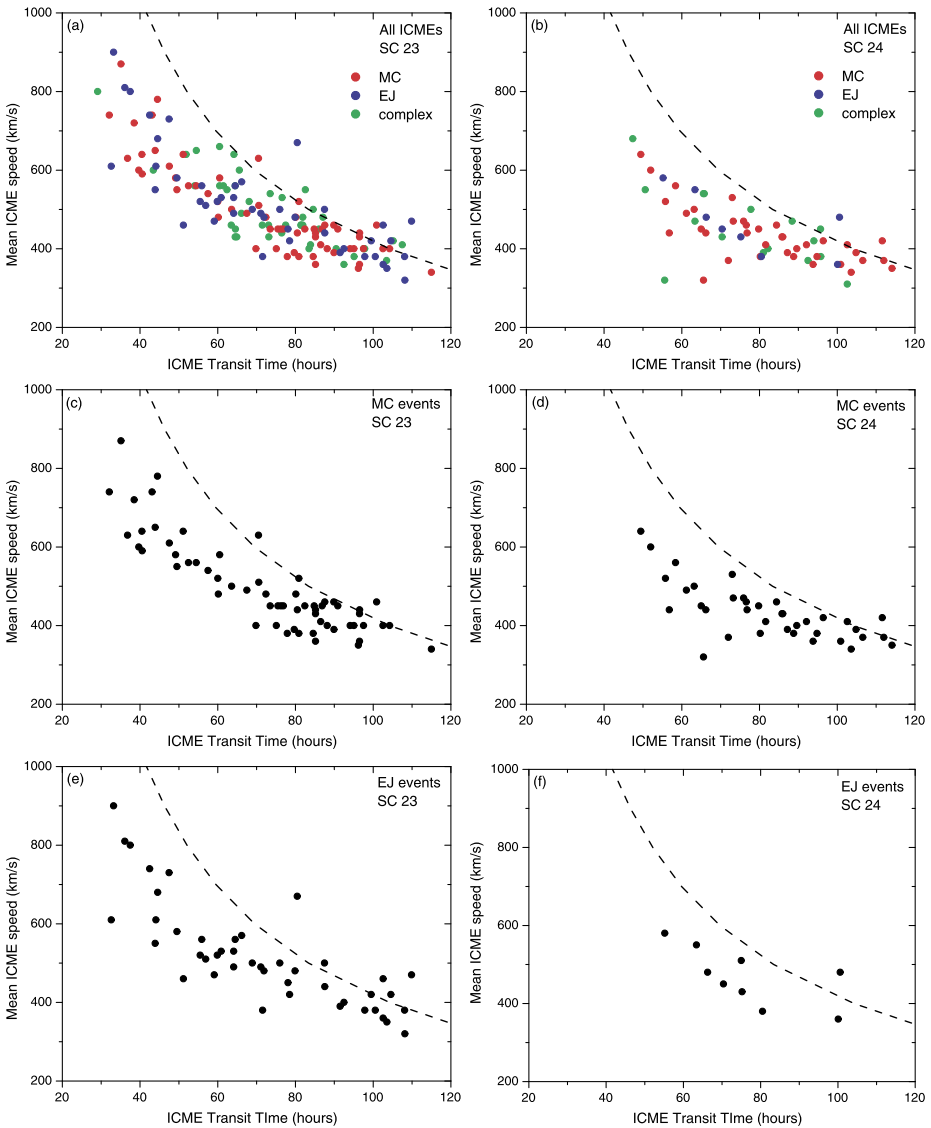 (a)
All ICMEs
SC 23
MC
EJ
complex
1000
800
600
400
200
Mean ICME speed (km/s)
20 40 60 80 100 120
ICME Transit Time (hours)
(b)
All ICMEs
SC 24
MC
EJ
complex
1000
800
600
400
200
Mean ICME speed (km/s)
20 40 60 80 100 120
ICME Transit Time (hours)
(c)
MC events
SC 23
1000
800
600
400
200
Mean ICME speed (km/s)
20 40 60 80 100 120
ICME Transit Time (hours)
(d)
MC events
SC 24
1000
800
600
400
200
Mean ICME speed (km/s)
20 40 60 80 100 120
ICME Transit Time (hours)
(e)
EJ events
SC 23
1000
800
600
400
200
Mean ICME speed (km/s)
20 40 60 80 100 120
ICME Transit TIme (hours)
(f)
EJ events
SC 24
1000
800
600
400
200
Mean ICME speed (km/s)
20 40 60 80 100 120
ICME Transit TIme (hours)